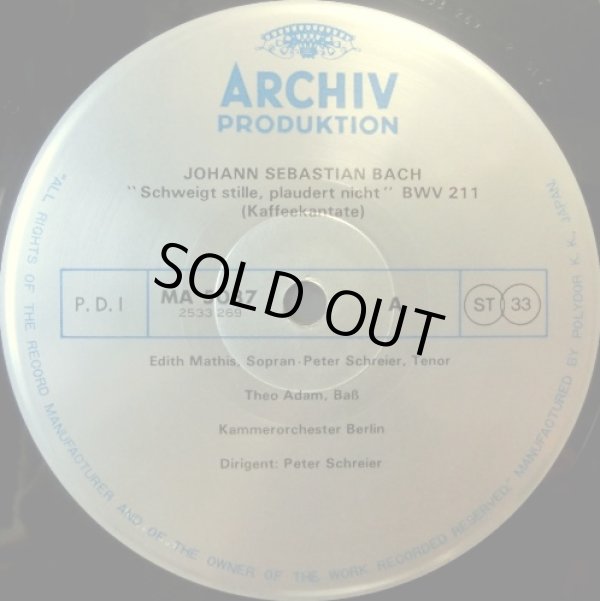 ARCHIV
PRODUKTION
JOHANN SEBASTIAN BACH
"Schweigt stille, plaudert nicht" BWV 211
(Kaffeekantate)
P.D.I
MA 5037
A
ST 33
2533 269
SOLD OUT
Edith Mathis, Sopran - Peter Schreier, Tenor
Theo Adam, Baß
Kammerorchester Berlin
Dirigent: Peter Schreier
"ALL RIGHTS OF THE RECORD MANUFACTURER AND OF THE OWNER OF THE WORK RECORDED RESERVED" MANUFACTURED BY POLYDOR K. K., JAPAN.